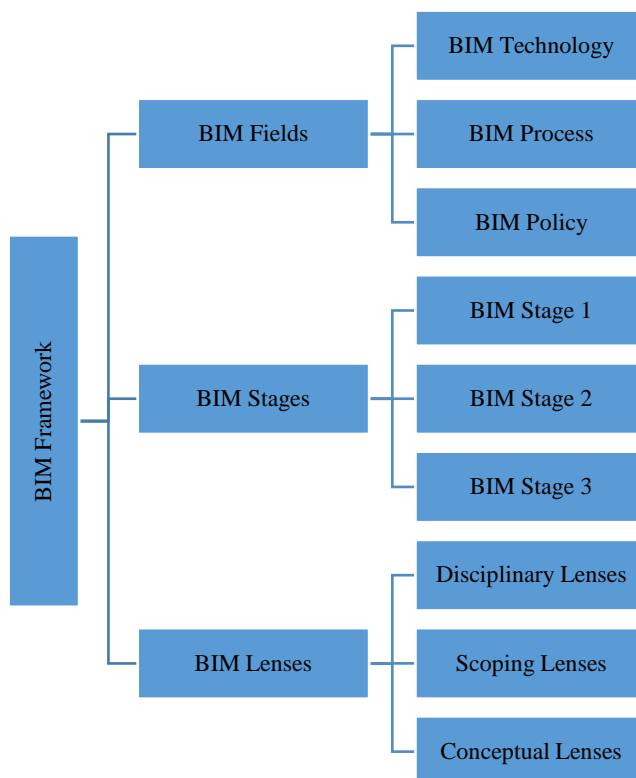 BIM Framework
BIM Fields
BIM Technology
BIM Process
BIM Policy
BIM Stages
BIM Stage 1
BIM Stage 2
BIM Stage 3
BIM Lenses
Disciplinary Lenses
Scoping Lenses
Conceptual Lenses